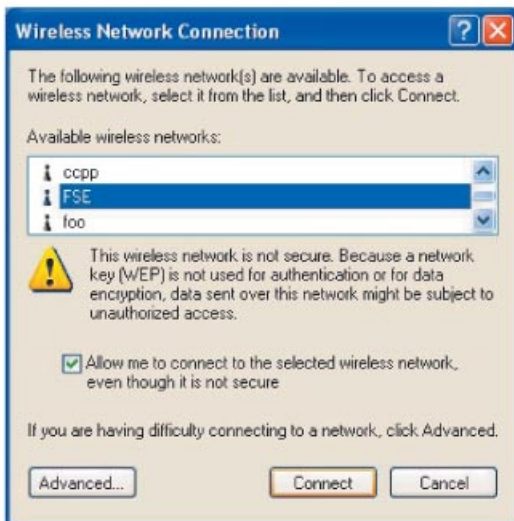 Wireless Network Connection
The following wireless network(s) are available. To access a
wireless network, select it from the list, and then click Connect.
Available wireless networks:
ccpp
FSE
foo
This wireless network is not secure. Because a network
key (WEP) is not used for authentication or for data
encryption, data sent over this network might be subject to
unauthorized access.
Allow me to connect to the selected wireless network,
even though it is not secure
If you are having difficulty connecting to a network, click Advanced.
Advanced... Connect Cancel